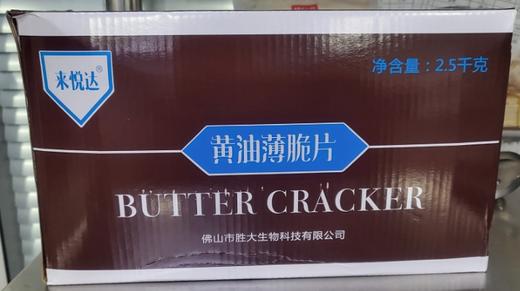 来悦达®
净含量：2.5千克
黄油薄脆片
BUTTER CRACKER
佛山市胜大生物科技有限公司